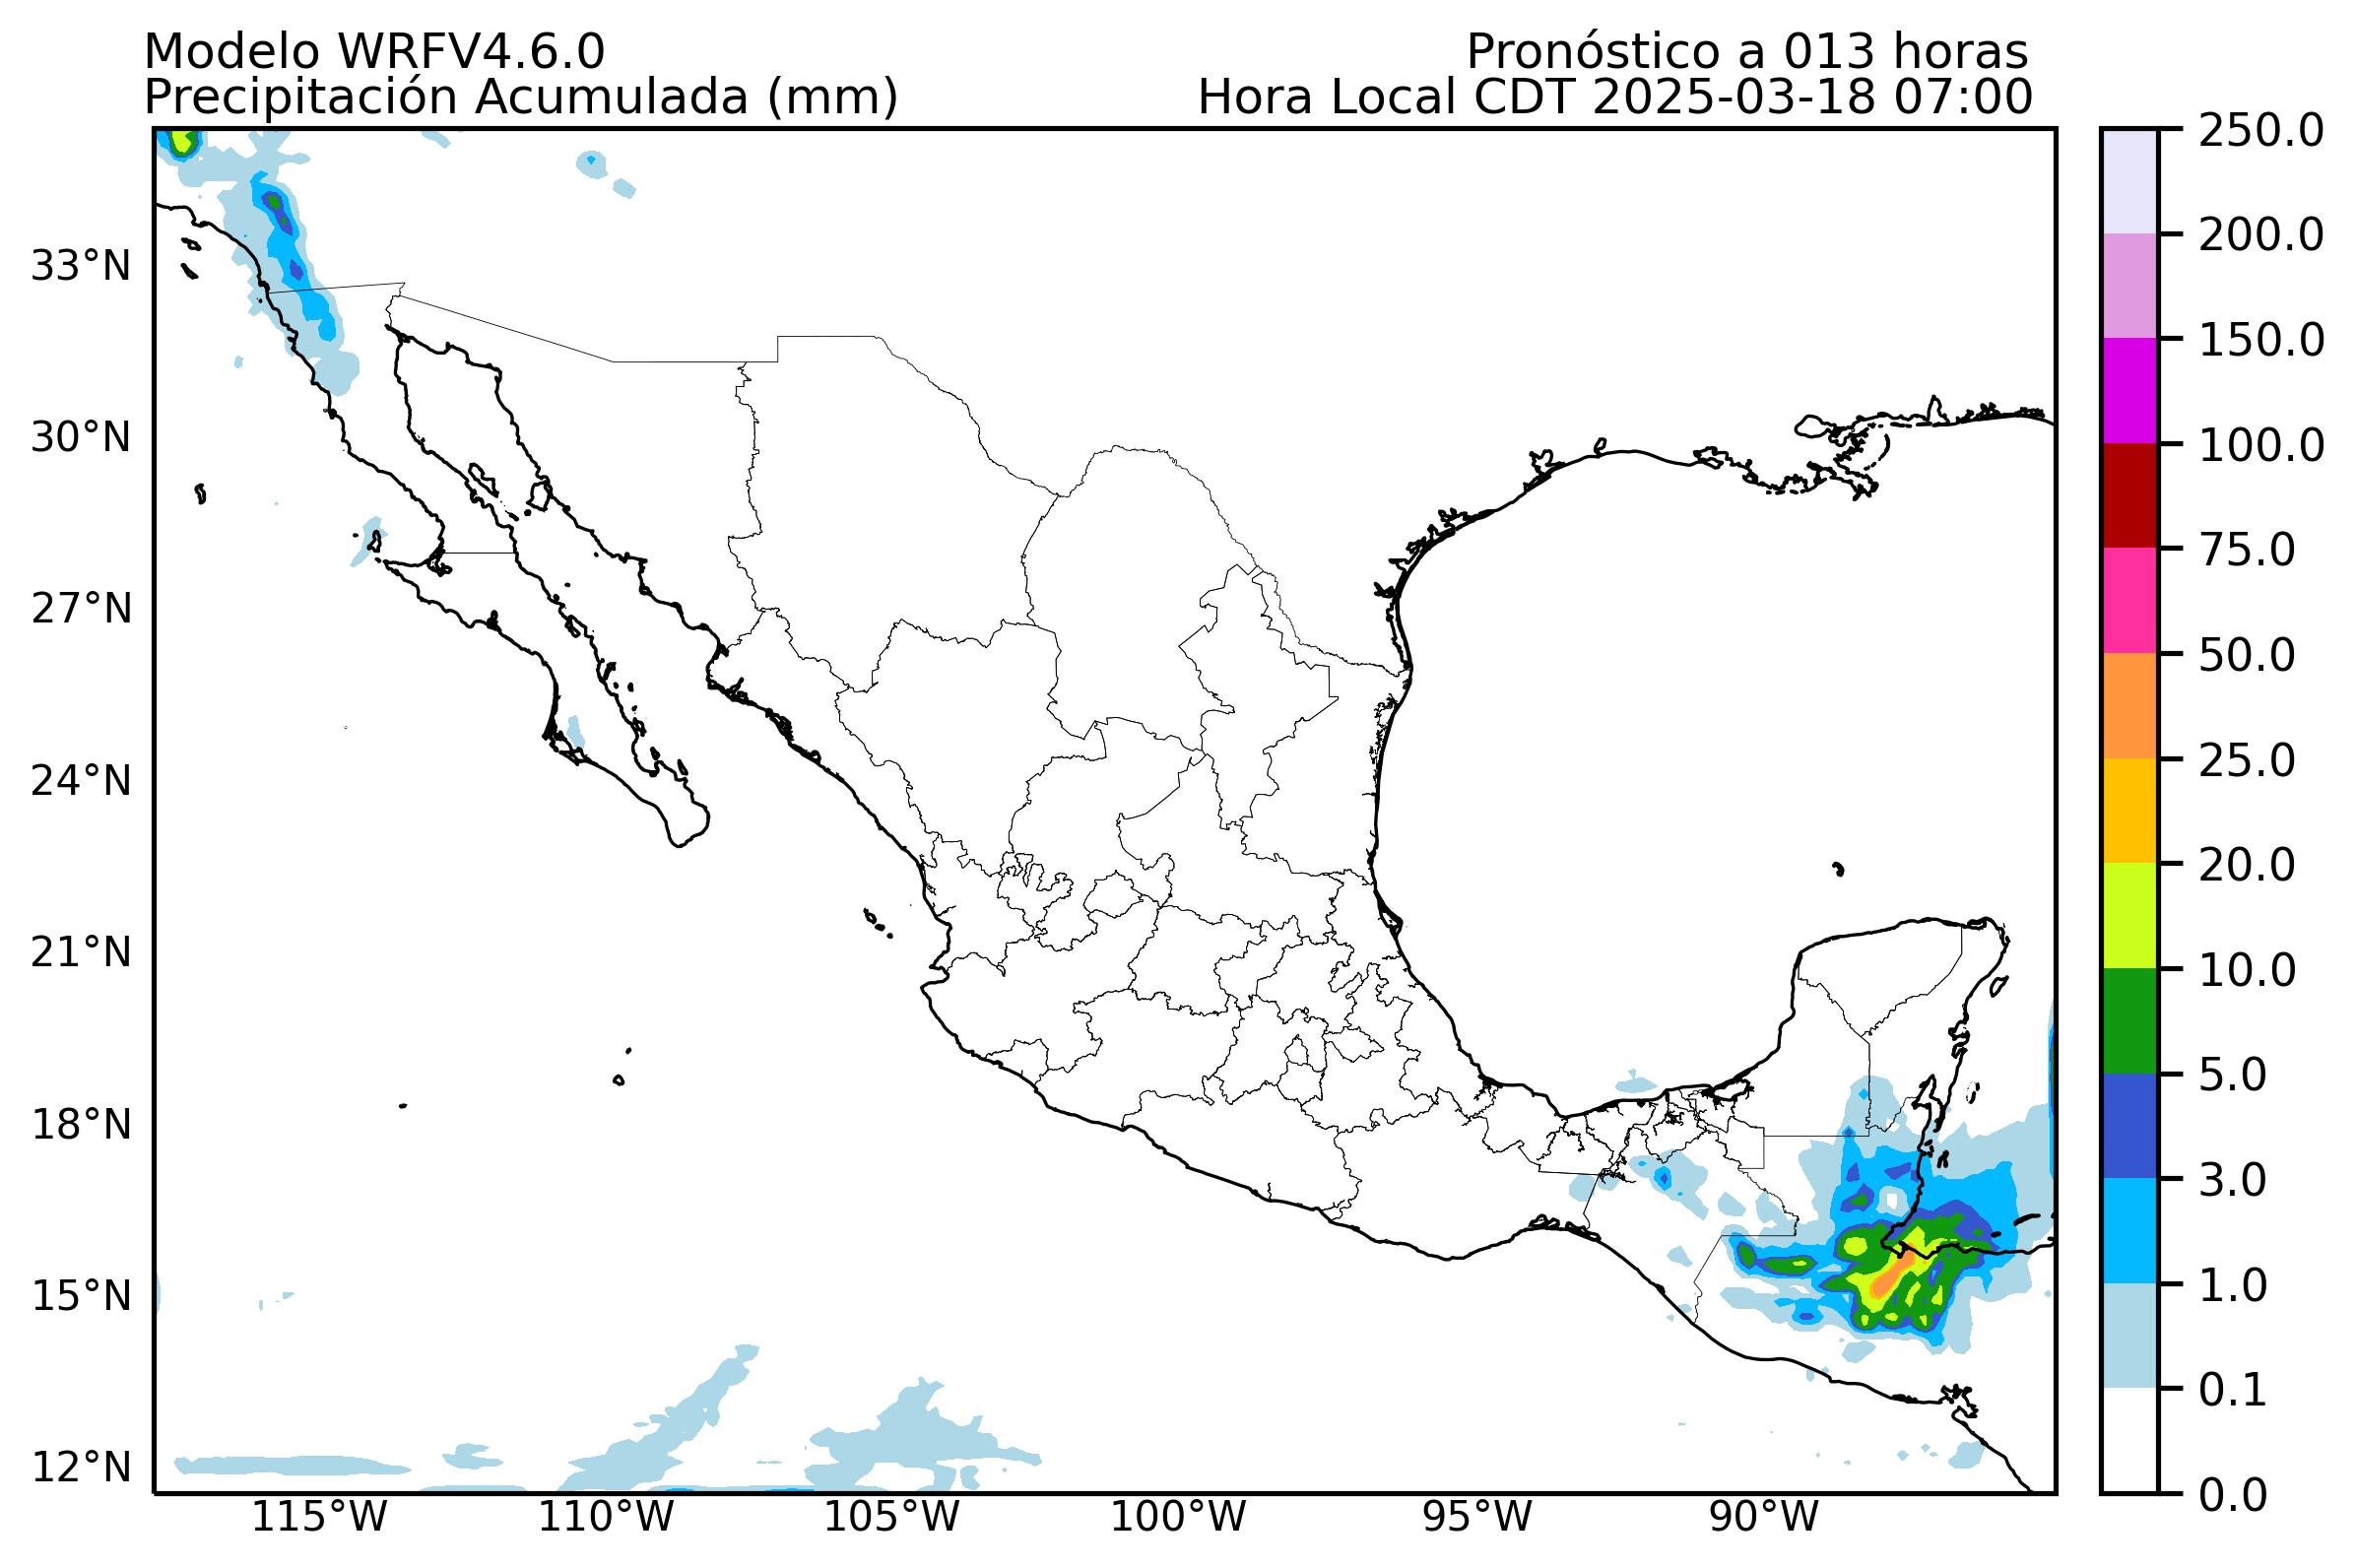 Modelo WRFV4.6.0
Pronóstico a 013 horas
Precipitación Acumulada (mm)
Hora Local CDT 2025-03-18 07:00
33°N
30°N
27°N
24°N
21°N
18°N
15°N
12°N
115°W
110°W
105°W
100°W
95°W
90°W
250.0
200.0
150.0
100.0
75.0
50.0
25.0
20.0
10.0
5.0
3.0
1.0
0.1
0.0